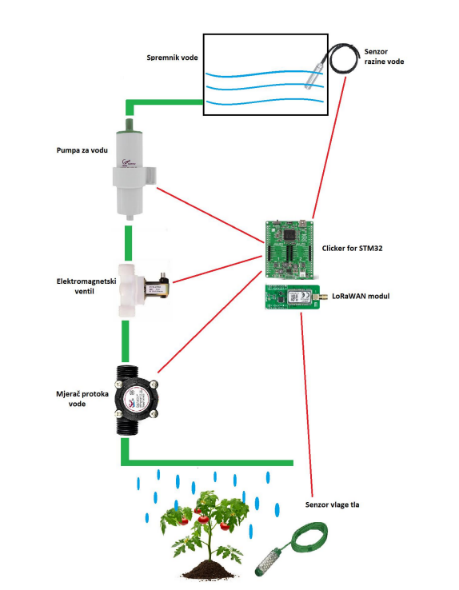 Spremnik vode
Senzor
razine vode
Pumpa za vodu
Clicker for STM32
Elektromagnetski
ventil
LoRaWAN modul
Mjerač protoka
vode
Senzor vlage tla